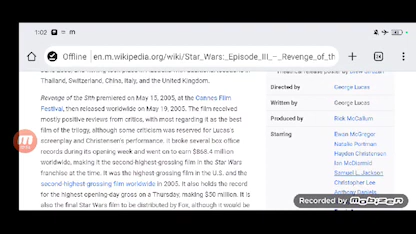 1:02
Offline en.m.wikipedia.org/wiki/Star_Wars:_Episode_III_–_Revenge_of_th
Thailand, Switzerland, China, Italy, and the United Kingdom.
Revenge of the Sith premiered on May 15, 2005, at the Cannes Film
Festival, then released worldwide on May 19, 2005. The film received
mostly positive reviews from critics, with most regarding it as the best
film of the trilogy, although some criticism was reserved for Lucas's
screenplay and Christensen's performance. It broke several box office
records during its opening week and went on to earn $868.4 million
worldwide, making it the second-highest-grossing film in the Star Wars
franchise at the time. It was the highest-grossing film in the U.S. and the
second-highest-grossing film worldwide in 2005. It also holds the record
for the highest opening-day gross on a Thursday, making $50 million. It is
also the final Star Wars film to be distributed by Fox, although it would be
Directed by George Lucas
Written by George Lucas
Produced by Rick McCallum
Starring Ewan McGregor
Natalie Portman
Hayden Christensen
Ian McDiarmid
Samuel L. Jackson
Christopher Lee
Anthony Daniels
Recorded by mobizen